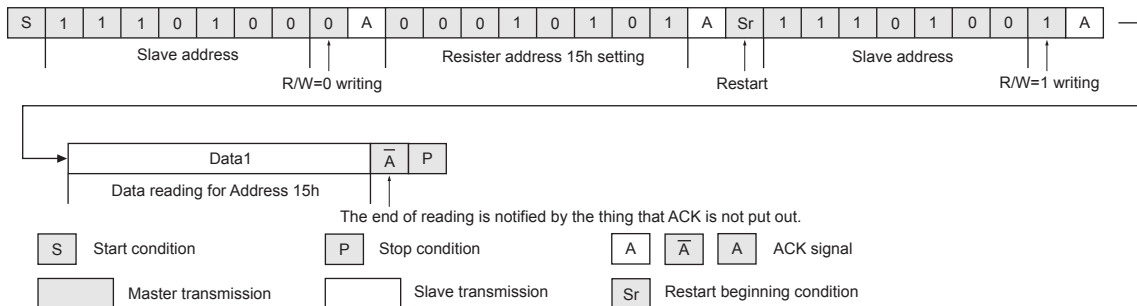 S 1 1 1 0 1 0 0 0 A 0 0 0 1 0 1 0 1 A Sr 1 1 1 0 1 0 0 1 A
Slave address
Resister address 15h setting
Slave address
R/W=0 writing
Restart
R/W=1 writing
Data1 A̅ P
Data reading for Address 15h
The end of reading is notified by the thing that ACK is not put out.
S Start condition
P Stop condition
A A̅ A ACK signal
Master transmission
Slave transmission
Sr Restart beginning condition